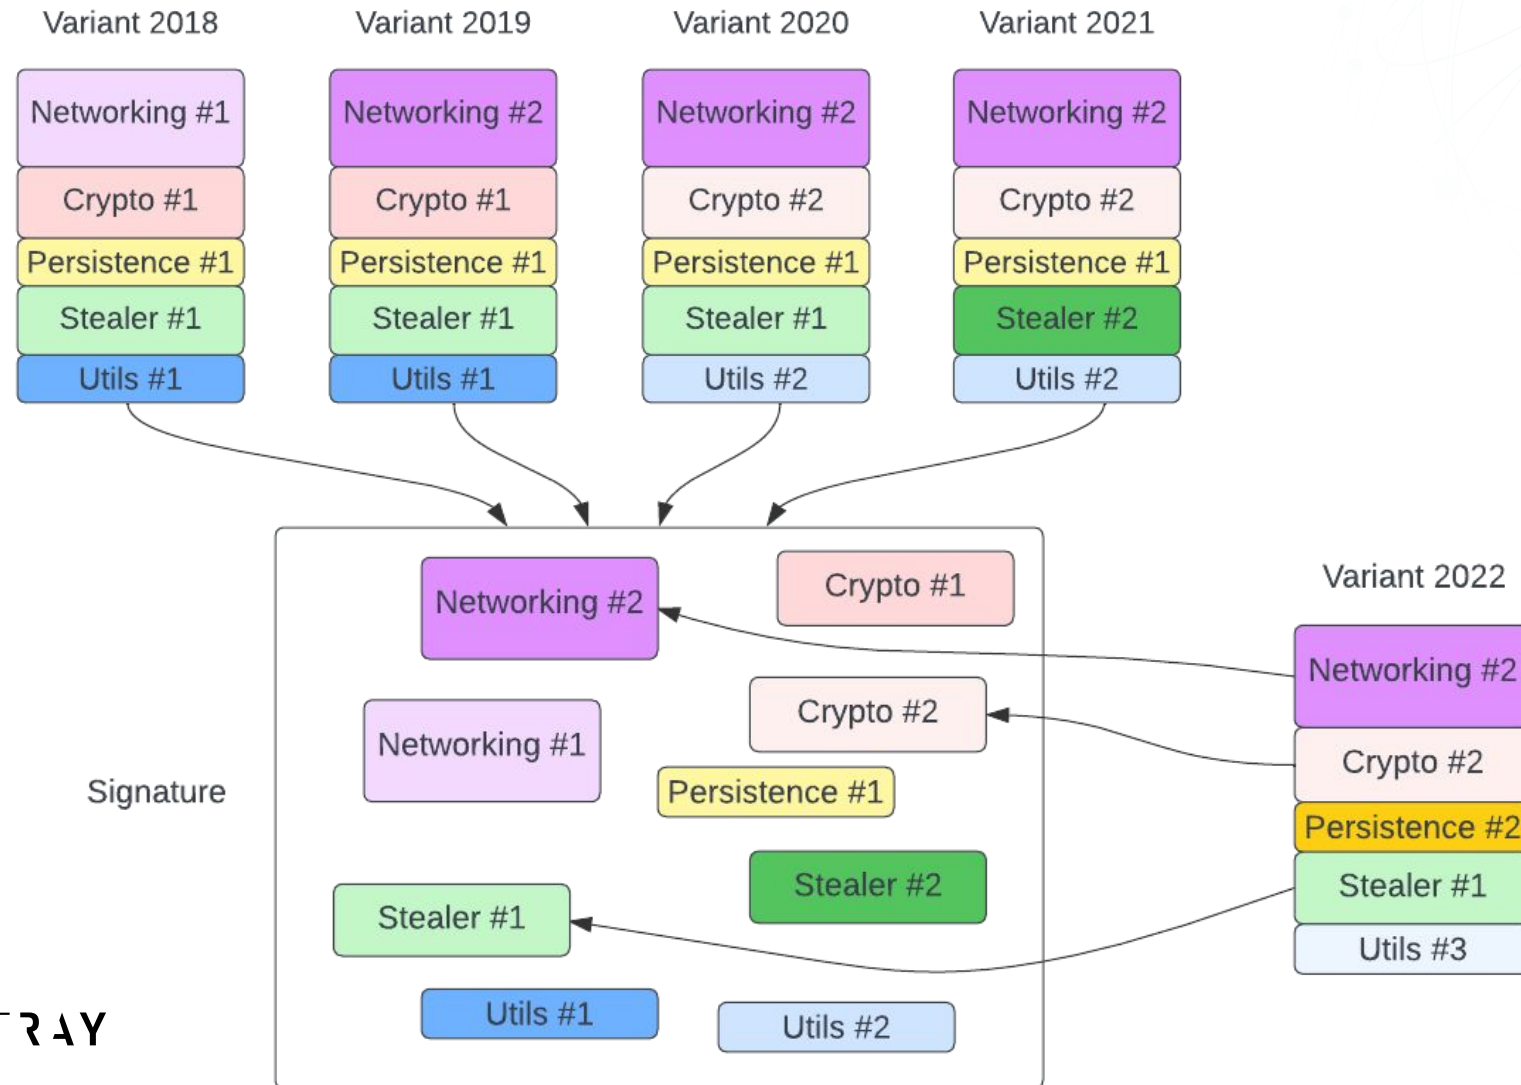 Variant 2018
Variant 2019
Variant 2020
Variant 2021
Networking #1
Networking #2
Networking #2
Networking #2
Crypto #1
Crypto #1
Crypto #2
Crypto #2
Persistence #1
Persistence #1
Persistence #1
Persistence #1
Stealer #1
Stealer #1
Stealer #1
Stealer #2
Utils #1
Utils #1
Utils #2
Utils #2
Signature
Networking #2
Crypto #1
Crypto #2
Networking #1
Persistence #1
Stealer #2
Stealer #1
Utils #1
Utils #2
Variant 2022
Networking #2
Crypto #2
Persistence #2
Stealer #1
Utils #3
RAY